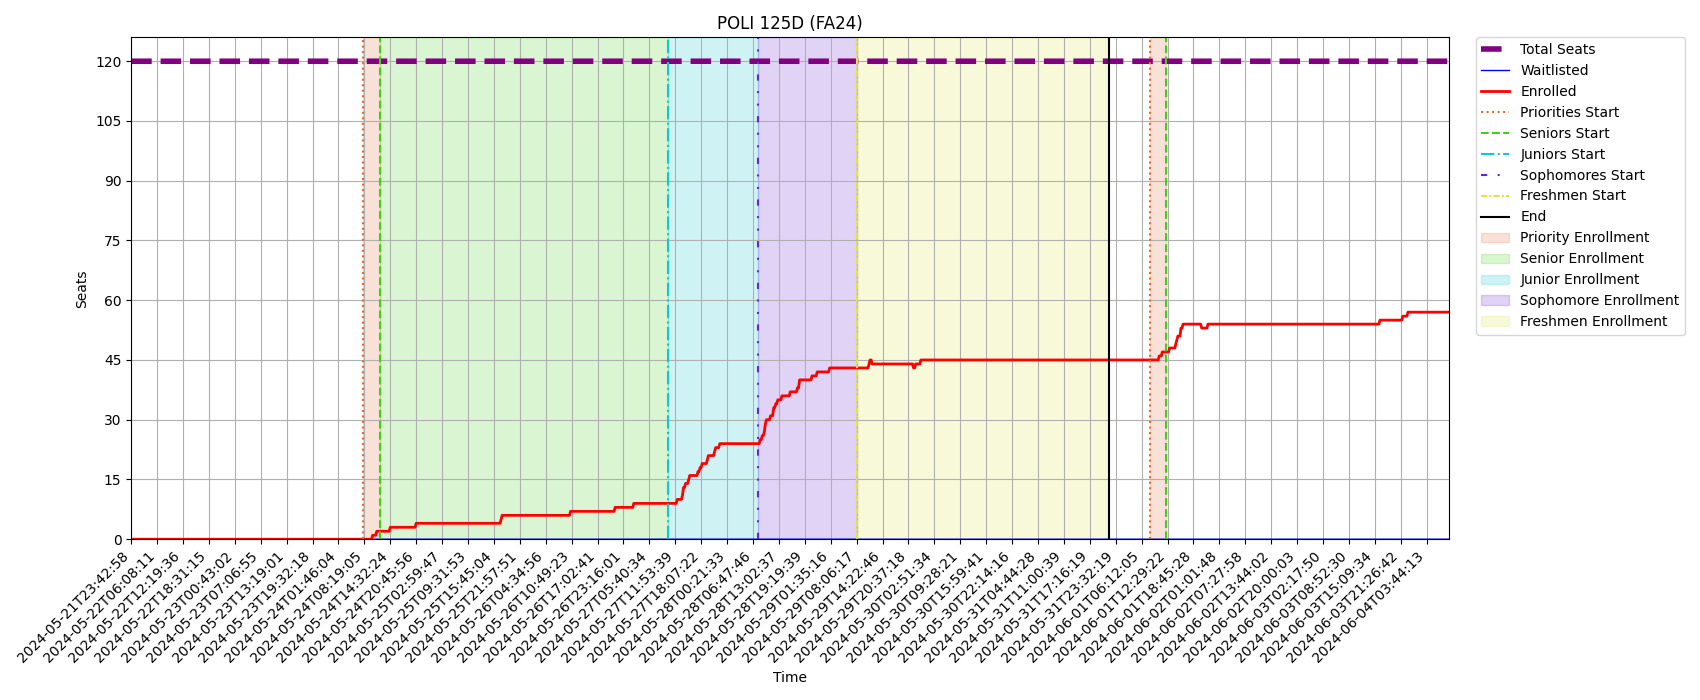 POLI 125D (FA24)
Seats
120
105
90
75
60
45
30
15
0
2024-05-21T23:42:58
2024-05-22T06:08:11
2024-05-22T12:19:36
2024-05-22T18:31:15
2024-05-23T00:43:02
2024-05-23T07:06:55
2024-05-23T13:19:01
2024-05-23T19:32:18
2024-05-24T01:46:04
2024-05-24T08:19:05
2024-05-24T14:32:24
2024-05-24T20:45:56
2024-05-25T02:59:47
2024-05-25T09:31:53
2024-05-25T15:45:04
2024-05-25T21:57:51
2024-05-26T04:34:56
2024-05-26T10:49:23
2024-05-26T17:02:41
2024-05-26T23:16:01
2024-05-27T05:40:34
2024-05-27T11:53:39
2024-05-27T18:07:22
2024-05-28T00:21:33
2024-05-28T06:47:46
2024-05-28T13:02:37
2024-05-28T19:19:39
2024-05-29T01:35:16
2024-05-29T08:06:17
2024-05-29T14:22:46
2024-05-29T20:37:18
2024-05-30T02:51:34
2024-05-30T09:28:21
2024-05-30T15:59:41
2024-05-30T22:14:16
2024-05-31T04:44:28
2024-05-31T11:00:39
2024-05-31T17:16:19
2024-05-31T23:32:19
2024-06-01T06:12:05
2024-06-01T12:29:22
2024-06-01T18:45:28
2024-06-02T01:01:48
2024-06-02T07:27:58
2024-06-02T13:44:02
2024-06-02T20:00:03
2024-06-03T02:17:50
2024-06-03T08:52:30
2024-06-03T15:09:34
2024-06-03T21:26:42
2024-06-04T03:44:13
Time
Total Seats
Waitlisted
Enrolled
Priorities Start
Seniors Start
Juniors Start
Sophomores Start
Freshmen Start
End
Priority Enrollment
Senior Enrollment
Junior Enrollment
Sophomore Enrollment
Freshmen Enrollment